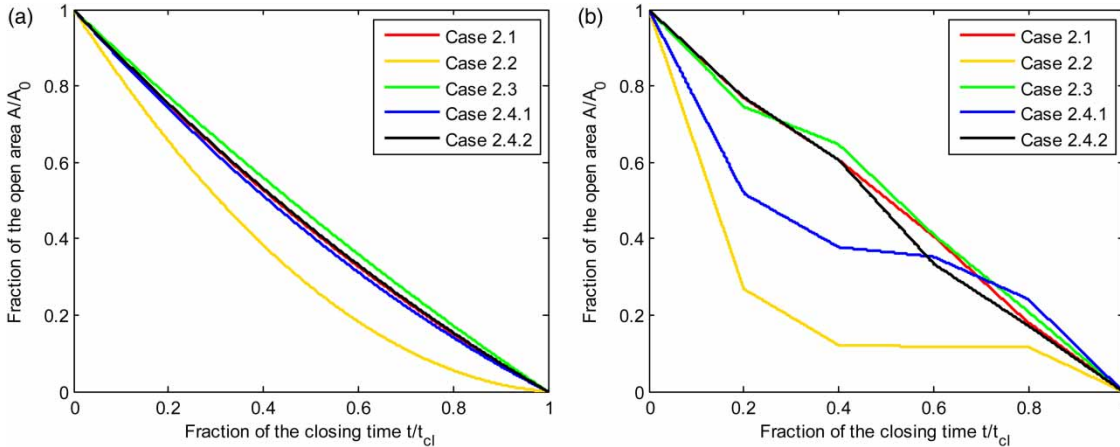 (a)
1
0.8
0.6
0.4
0.2
0
Fraction of the open area A/A0
Case 2.1
Case 2.2
Case 2.3
Case 2.4.1
Case 2.4.2
0 0.2 0.4 0.6 0.8 1
Fraction of the closing time t/tcl
(b)
1
0.8
0.6
0.4
0.2
0
Fraction of the open area A/A0
Case 2.1
Case 2.2
Case 2.3
Case 2.4.1
Case 2.4.2
0 0.2 0.4 0.6 0.8
Fraction of the closing time t/tcl